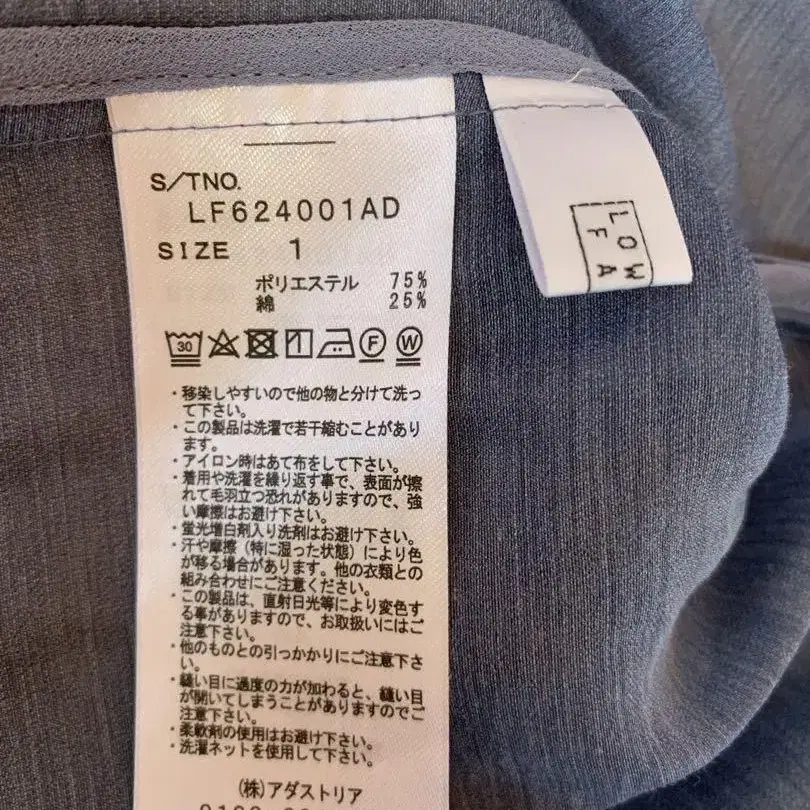 S/TNO.
LF624001AD
SIZE 1
ポリエステル 75%
綿 25%
30 F W
・移染しやすいので他の物と分けて洗っ
て下さい。
・この製品は洗濯で若干縮むことがあり
ます。
・アイロン時はあて布をして下さい。
・着用や洗濯を繰り返す事で、表面が擦
れて毛羽立つ恐れがありますので、強
い摩擦はお避け下さい。
・蛍光増白剤入り洗剤はお避け下さい。
・汗や摩擦（特に湿った状態）により色
が移る場合があります。他の衣類との
組み合わせにご注意ください。
・この製品は、直射日光等により変色す
る事がありますので、お取扱いにはご
注意下さい。
・他のものとの引っかかりにご注意下さ
い。
・縫い目に過度の力が加わると、縫い目
が開いてしまうことがありますのでご
注意下さい。
・柔軟剤の使用はお避け下さい。
・洗濯ネットを使用して下さい。
(株)アダストリア
LOW
FA